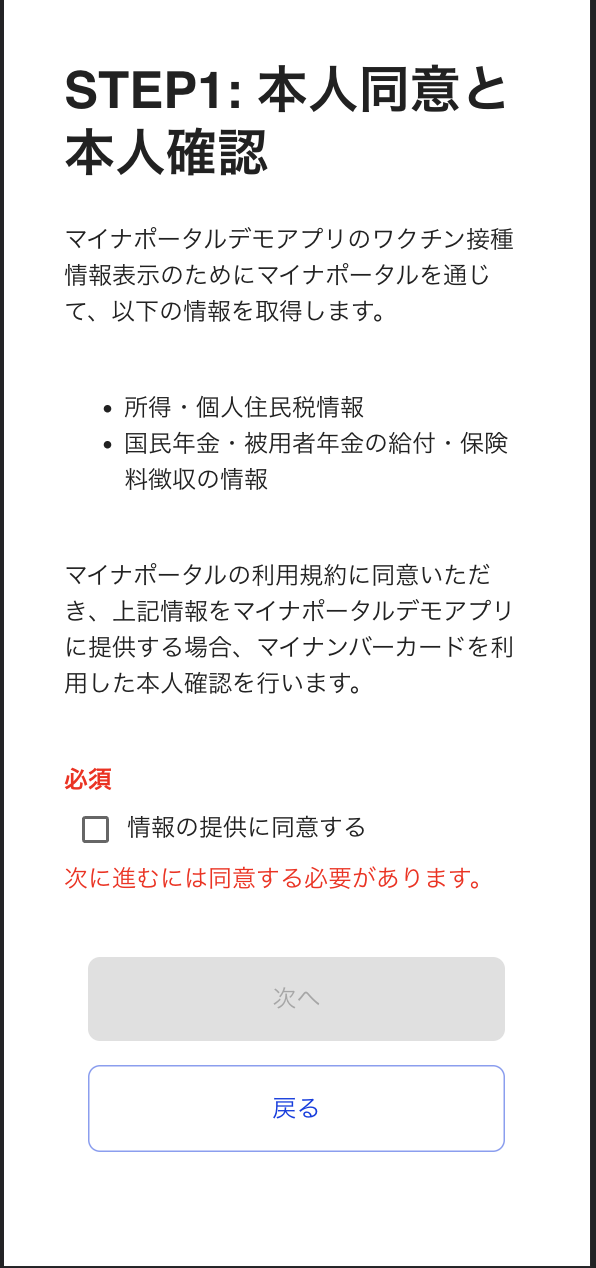 STEP1: 本人同意と
本人確認
マイナポータルデモアプリのワクチン接種
情報表示のためにマイナポータルを通じ
て、以下の情報を取得します。
• 所得・個人住民税情報
• 国民年金・被用者年金の給付・保険
料徴収の情報
マイナポータルの利用規約に同意いただ
き、上記情報をマイナポータルデモアプリ
に提供する場合、マイナンバーカードを利
用した本人確認を行います。
必須
情報の提供に同意する
次に進むには同意する必要があります。
次へ
戻る